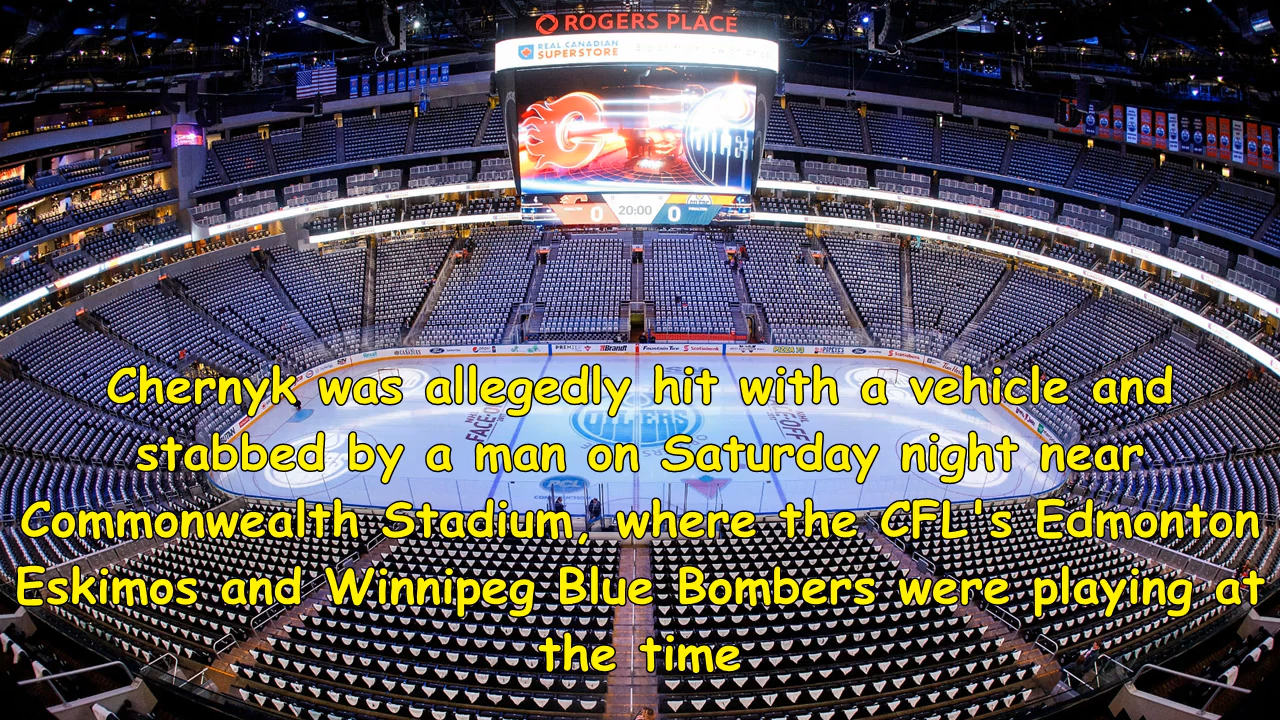 ROGERS PLACE
REAL CANADIAN
SUPERSTORE
0 20:00 0
OILERS
Chernyk was allegedly hit with a vehicle and
stabbed by a man on Saturday night near
Commonwealth Stadium, where the CFL's Edmonton
Eskimos and Winnipeg Blue Bombers were playing at
the time